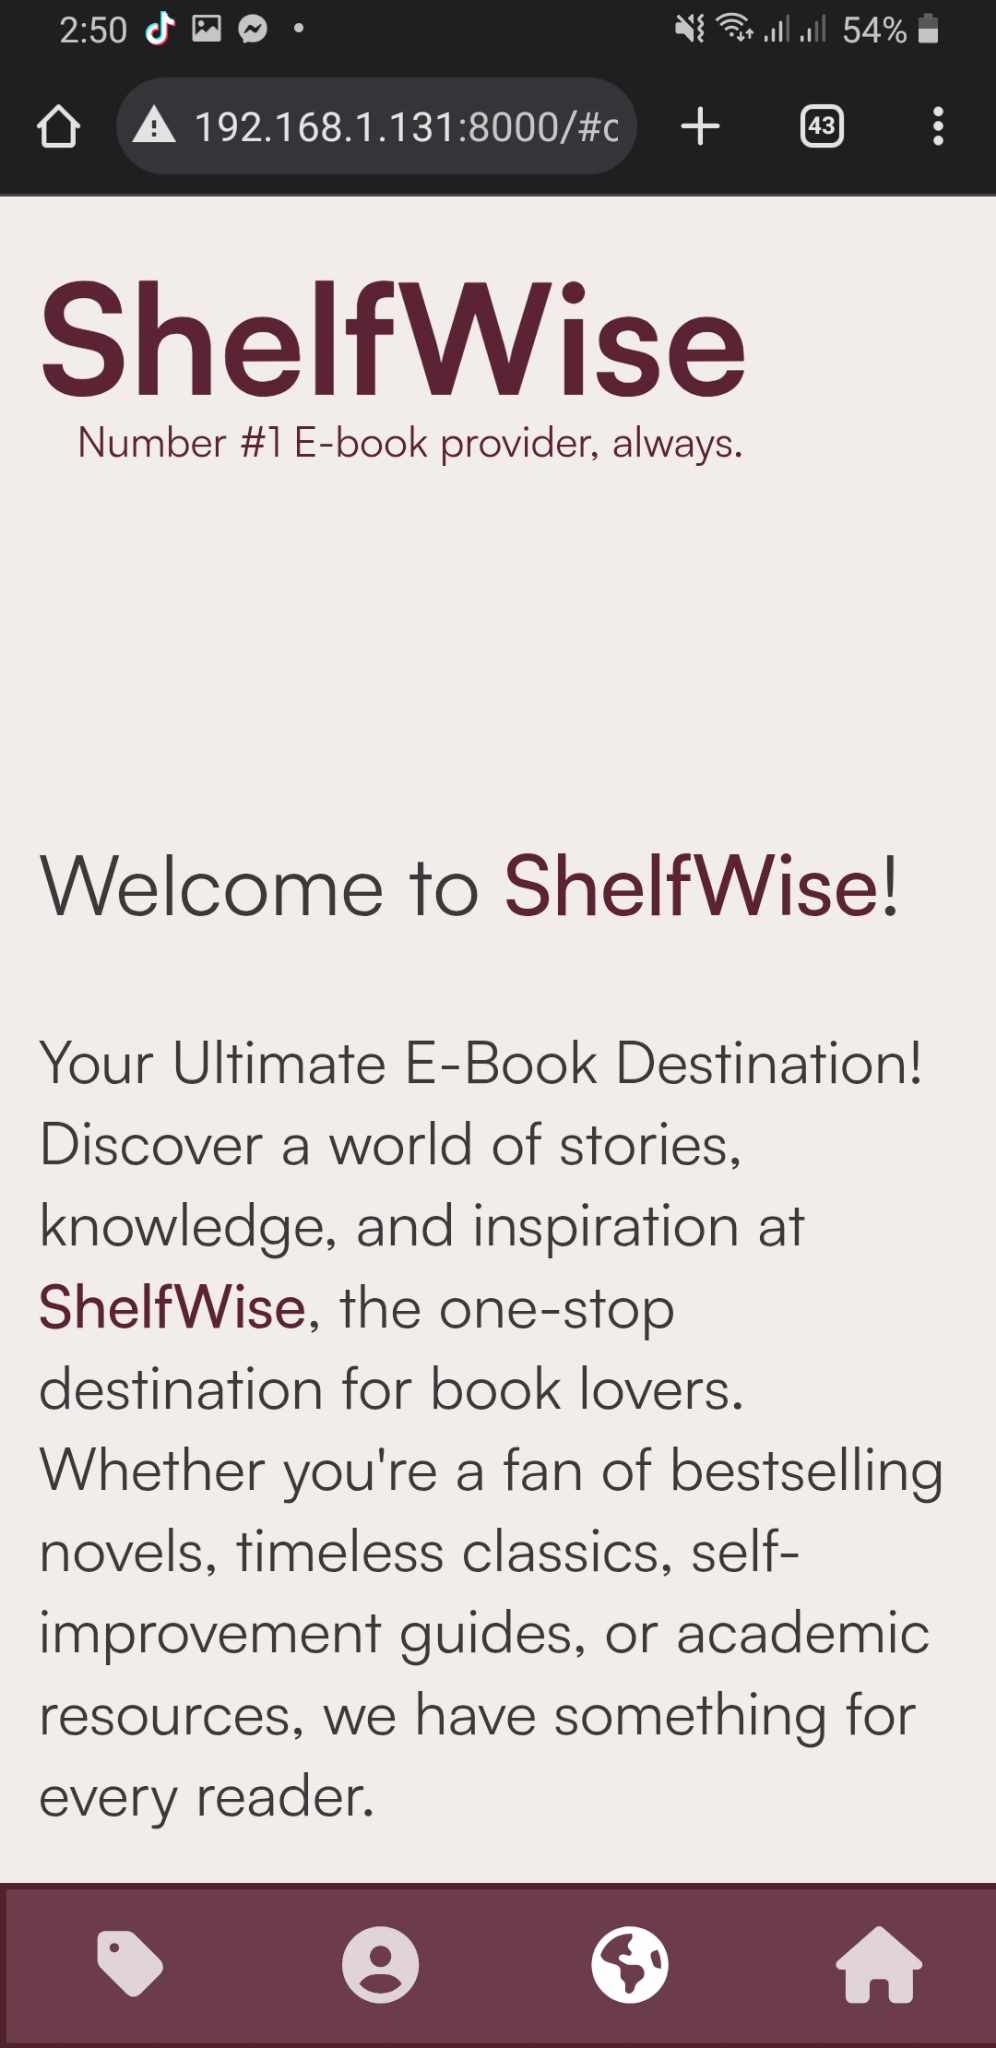 2:50
54%
192.168.1.131:8000/#c
43
ShelfWise
Number #1 E-book provider, always.
Welcome to ShelfWise!
Your Ultimate E-Book Destination!
Discover a world of stories,
knowledge, and inspiration at
ShelfWise, the one-stop
destination for book lovers.
Whether you're a fan of bestselling
novels, timeless classics, self-
improvement guides, or academic
resources, we have something for
every reader.